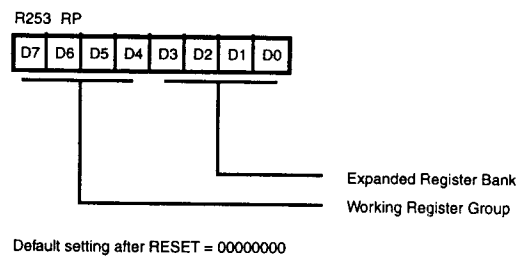 R253 RP
D7 D6 D5 D4 D3 D2 D1 D0
Expanded Register Bank
Working Register Group
Default setting after RESET = 00000000